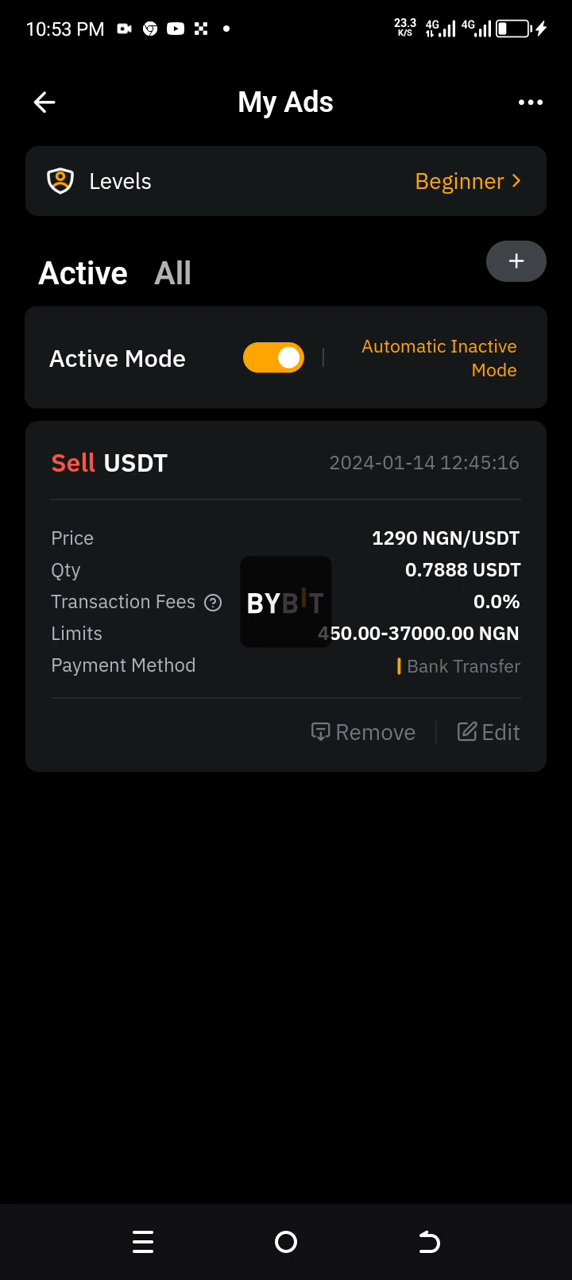 10:53 PM
23.3 K/S 4G 4G
My Ads
Levels
Beginner
Active All
Active Mode
Automatic Inactive
Mode
Sell USDT 2024-01-14 12:45:16
Price 1290 NGN/USDT
Qty 0.7888 USDT
Transaction Fees 0.0%
BYBIT
Limits 450.00-37000.00 NGN
Payment Method Bank Transfer
Remove Edit